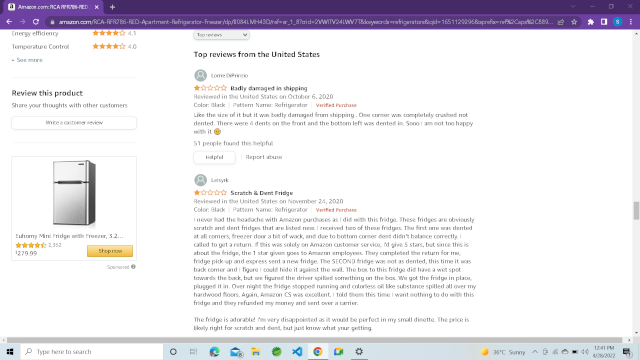 Amazon.com: RCA RFR786-RED
amazon.com/RCA-RFR786-RED-Apartment-Refrigerator-Freezer/dp/
Energy efficiency 4.1
Temperature Control 4.0
See more
Review this product
Share your thoughts with other customers
Write a customer review
Euhomy Mini Fridge with Freezer, 3.2...
2,352
$279.99
Shop now
Sponsored
Top reviews
Top reviews from the United States
Lorne DiPrircio
Badly damaged in shipping
Reviewed in the United States on October 6, 2020
Color: Black | Pattern Name: Refrigerator | Verified Purchase
Like the size of it but it was badly damaged from shipping . One corner was completely crushed not
dented. There were 4 dents on the front and the bottom left was dented in. Sooo i am not too happy
with it
51 people found this helpful
Helpful | Report abuse
Letsyrk
Scratch & Dent Fridge
Reviewed in the United States on November 24, 2020
Color: Black | Pattern Name: Refrigerator | Verified Purchase
I never had the headache with Amazon purchases as I did with this fridge. These fridges are obviously
scratch and dent fridges that are listed new. I received two of these fridges. The first one was dented
at all corners, freezer door a bit of wack, and due to bottom corner dent didn't balance correctly. I
called to get a return. If this was solely on Amazon customer service, I'd give 5 stars, but since this is
about the fridge, the 1 star given goes to Amazon employees. They completed the return for me,
fridge pick up and express sent a new fridge. The SECOND fridge was not as dented, this time it was
back corner and I figure I could hide it against the wall. The box to this fridge did have a wet spot
towards the back, but we figured the driver spilled something on the box. We got the fridge in place,
plugged it in. Over night the fridge stopped running and colorless oil like substance spilled all over my
hardwood floors. Again, Amazon CS was excellent, I told them this time I want nothing to do with this
fridge and they refunded my money and sent over a carrier.
The fridge is adorable! I'm very disappointed as it would be perfect in my small dinette. The price is
likely right for scratch and dent, but just know what your getting.
Type here to search
36°C Sunny
12:41 PM
4/28/2022